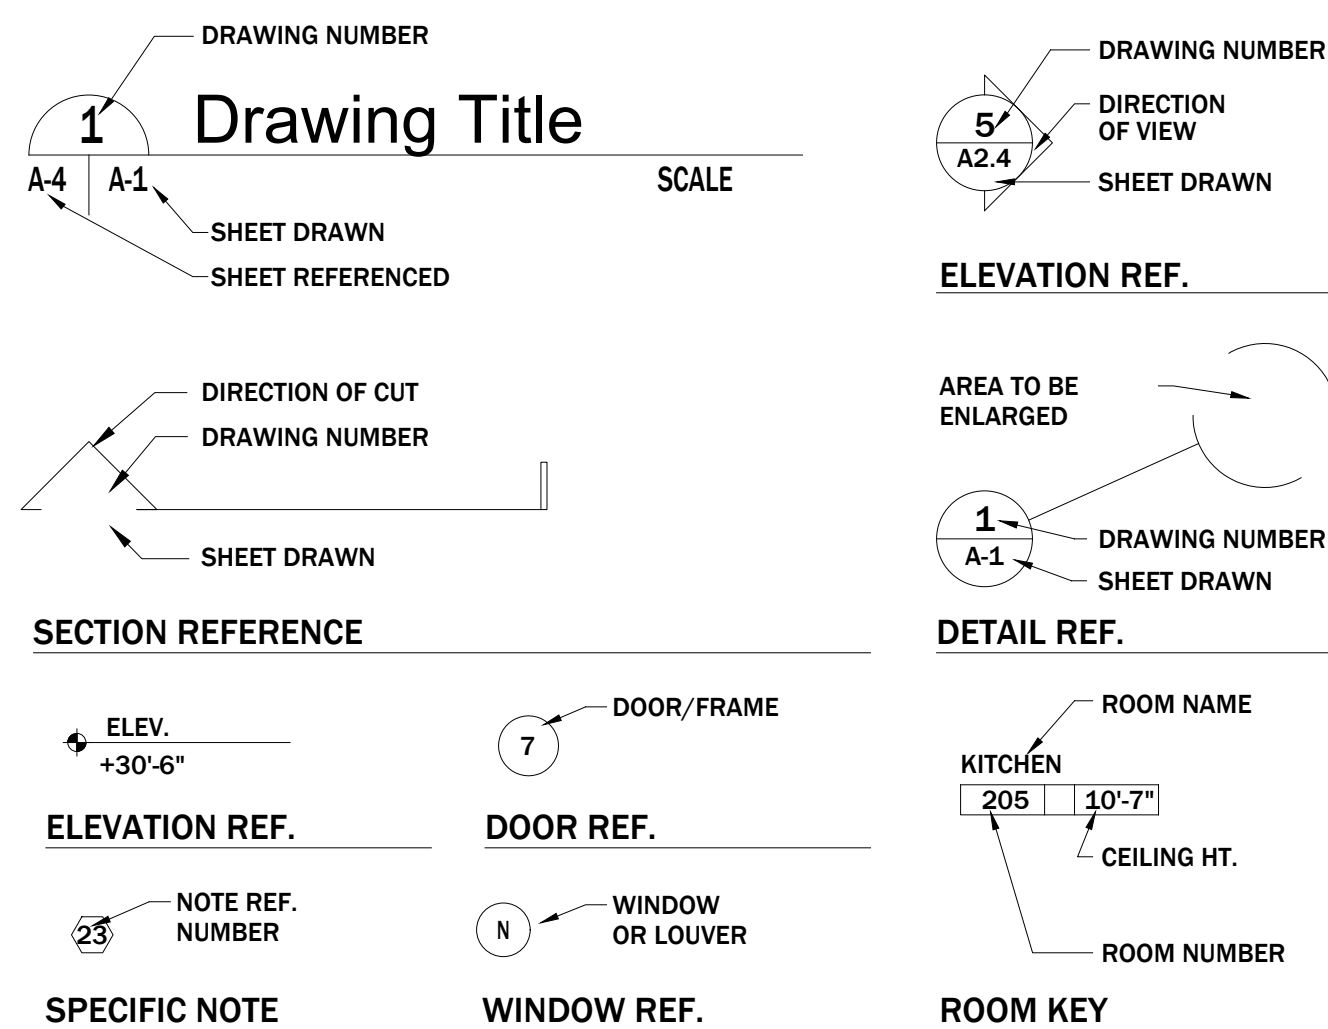 DRAWING NUMBER
1
Drawing Title
A-4 A-1
SCALE
SHEET DRAWN
SHEET REFERENCED
DRAWING NUMBER
5
DIRECTION
OF VIEW
A2.4
SHEET DRAWN
ELEVATION REF.
DIRECTION OF CUT
DRAWING NUMBER
SHEET DRAWN
SECTION REFERENCE
AREA TO BE
ENLARGED
1
DRAWING NUMBER
A-1
SHEET DRAWN
DETAIL REF.
ELEV.
+30'-6"
ELEVATION REF.
DOOR/FRAME
7
DOOR REF.
ROOM NAME
KITCHEN
205 10'-7"
CEILING HT.
ROOM NUMBER
ROOM KEY
NOTE REF.
NUMBER
23
SPECIFIC NOTE
WINDOW
OR LOUVER
N
WINDOW REF.